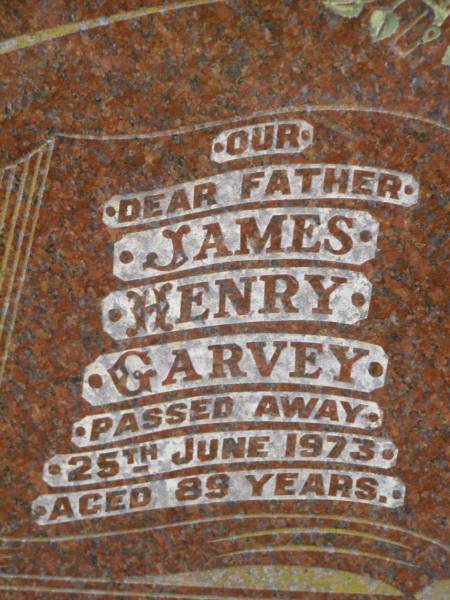 OUR
DEAR FATHER
JAMES
HENRY
GARVEY
PASSED AWAY
25TH JUNE 1973
AGED 89 YEARS.